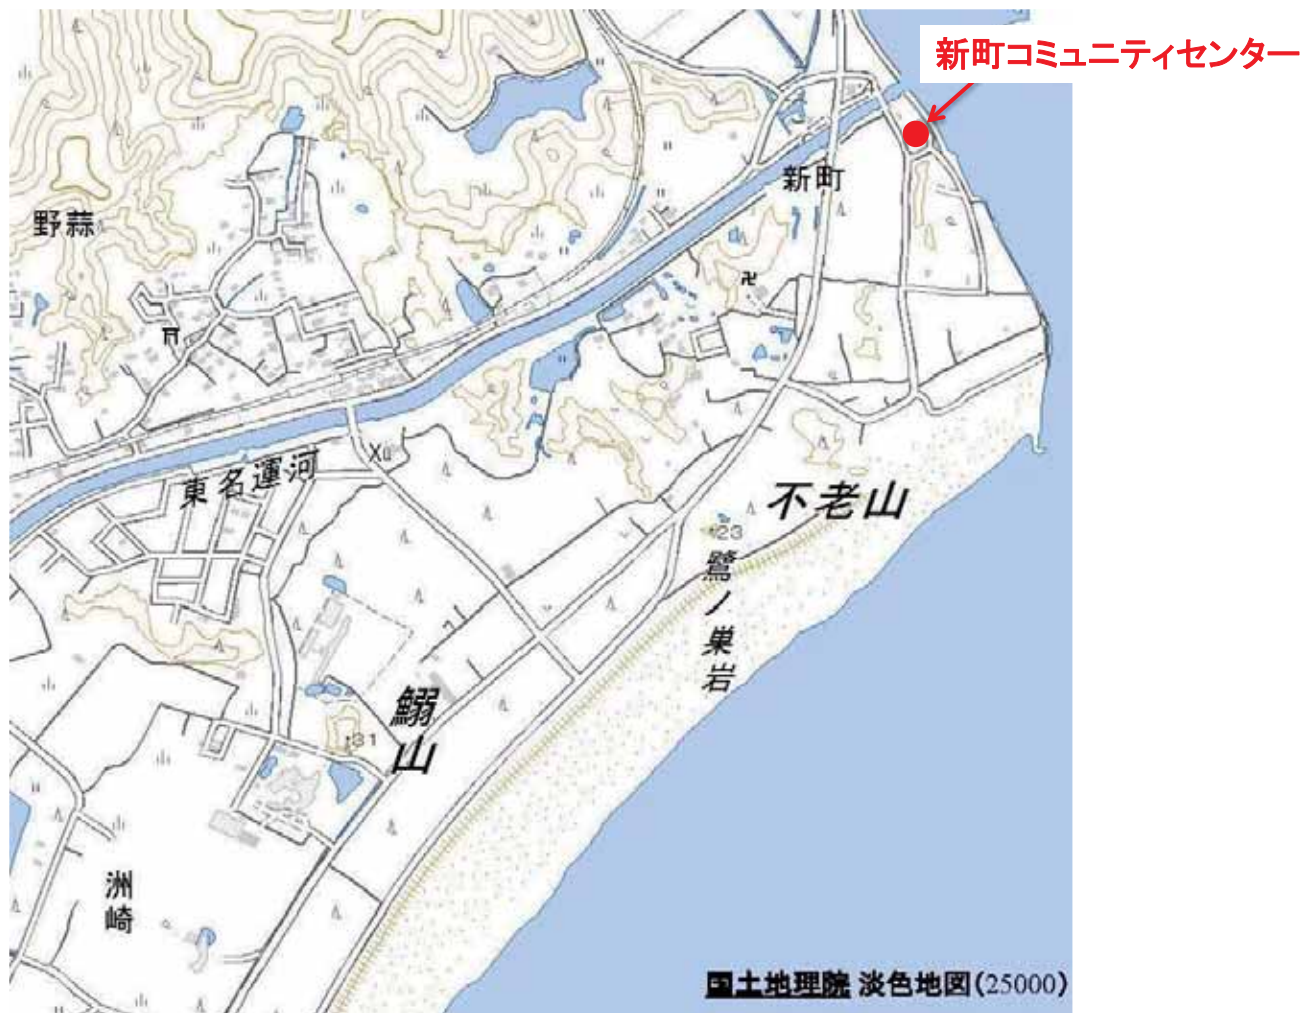 新町コミュニティセンター
新町
野蒜
東名運河
不老山
23
鷺ノ巣岩
鰯山
31
洲崎
国土地理院 淡色地図(25000)